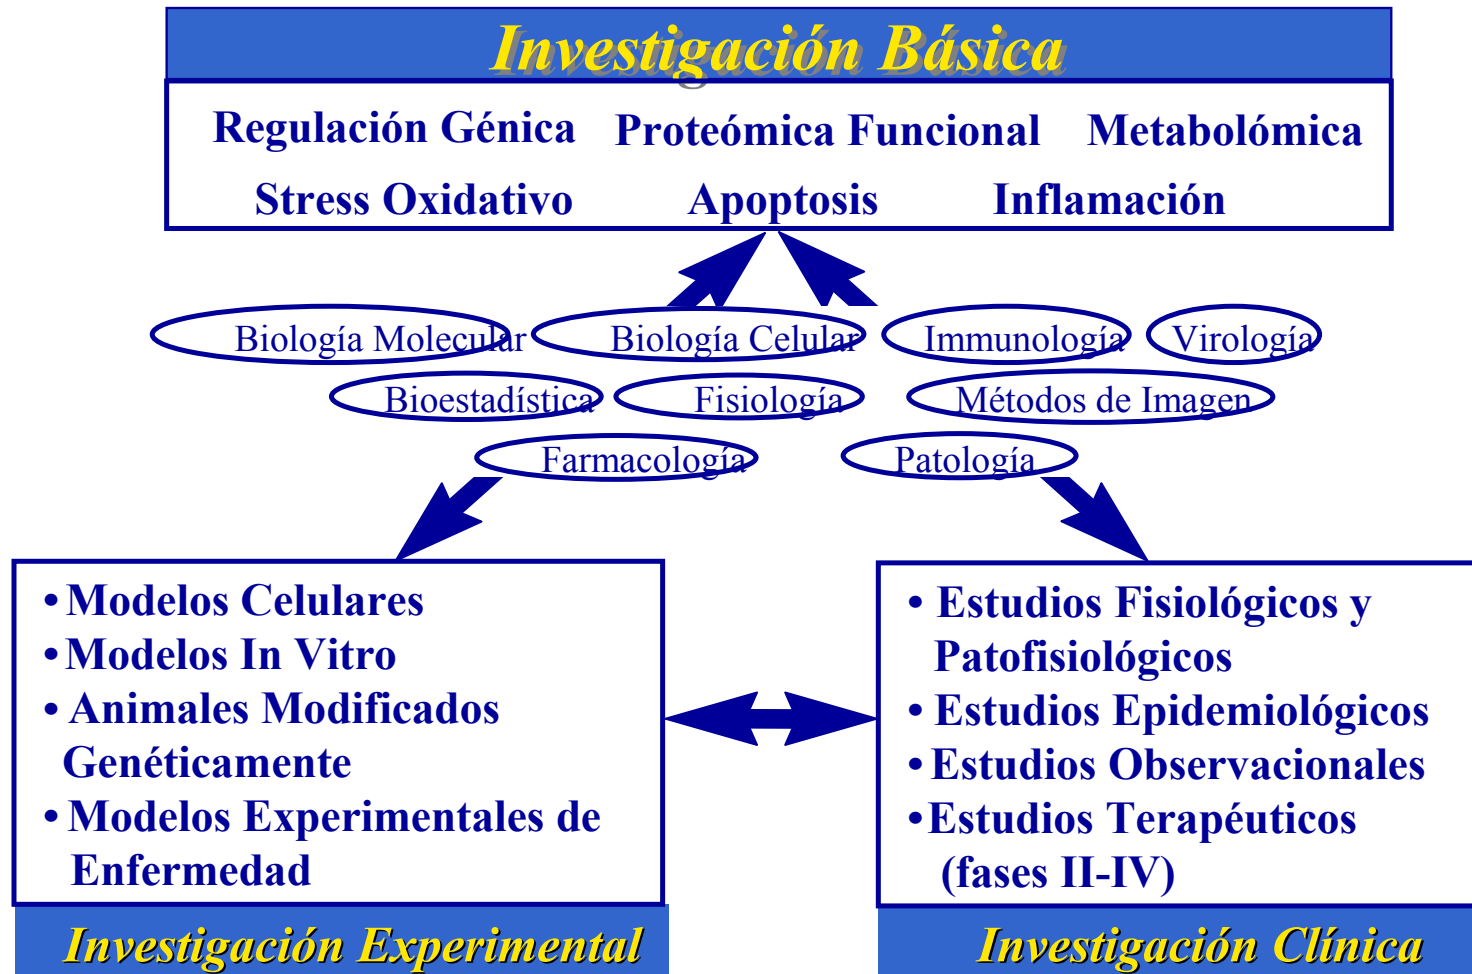 Investigación Básica
Regulación Génica Proteómica Funcional Metabolómica
Stress Oxidativo Apoptosis Inflamación
Biología Molecular Biología Celular Immunología Virología
Bioestadística Fisiología Métodos de Imagen
Farmacología Patología
• Modelos Celulares
• Modelos In Vitro
• Animales Modificados
Genéticamente
• Modelos Experimentales de
Enfermedad
Investigación Experimental
• Estudios Fisiológicos y
Patofisiológicos
• Estudios Epidemiológicos
• Estudios Observacionales
• Estudios Terapéuticos
(fases II-IV)
Investigación Clínica